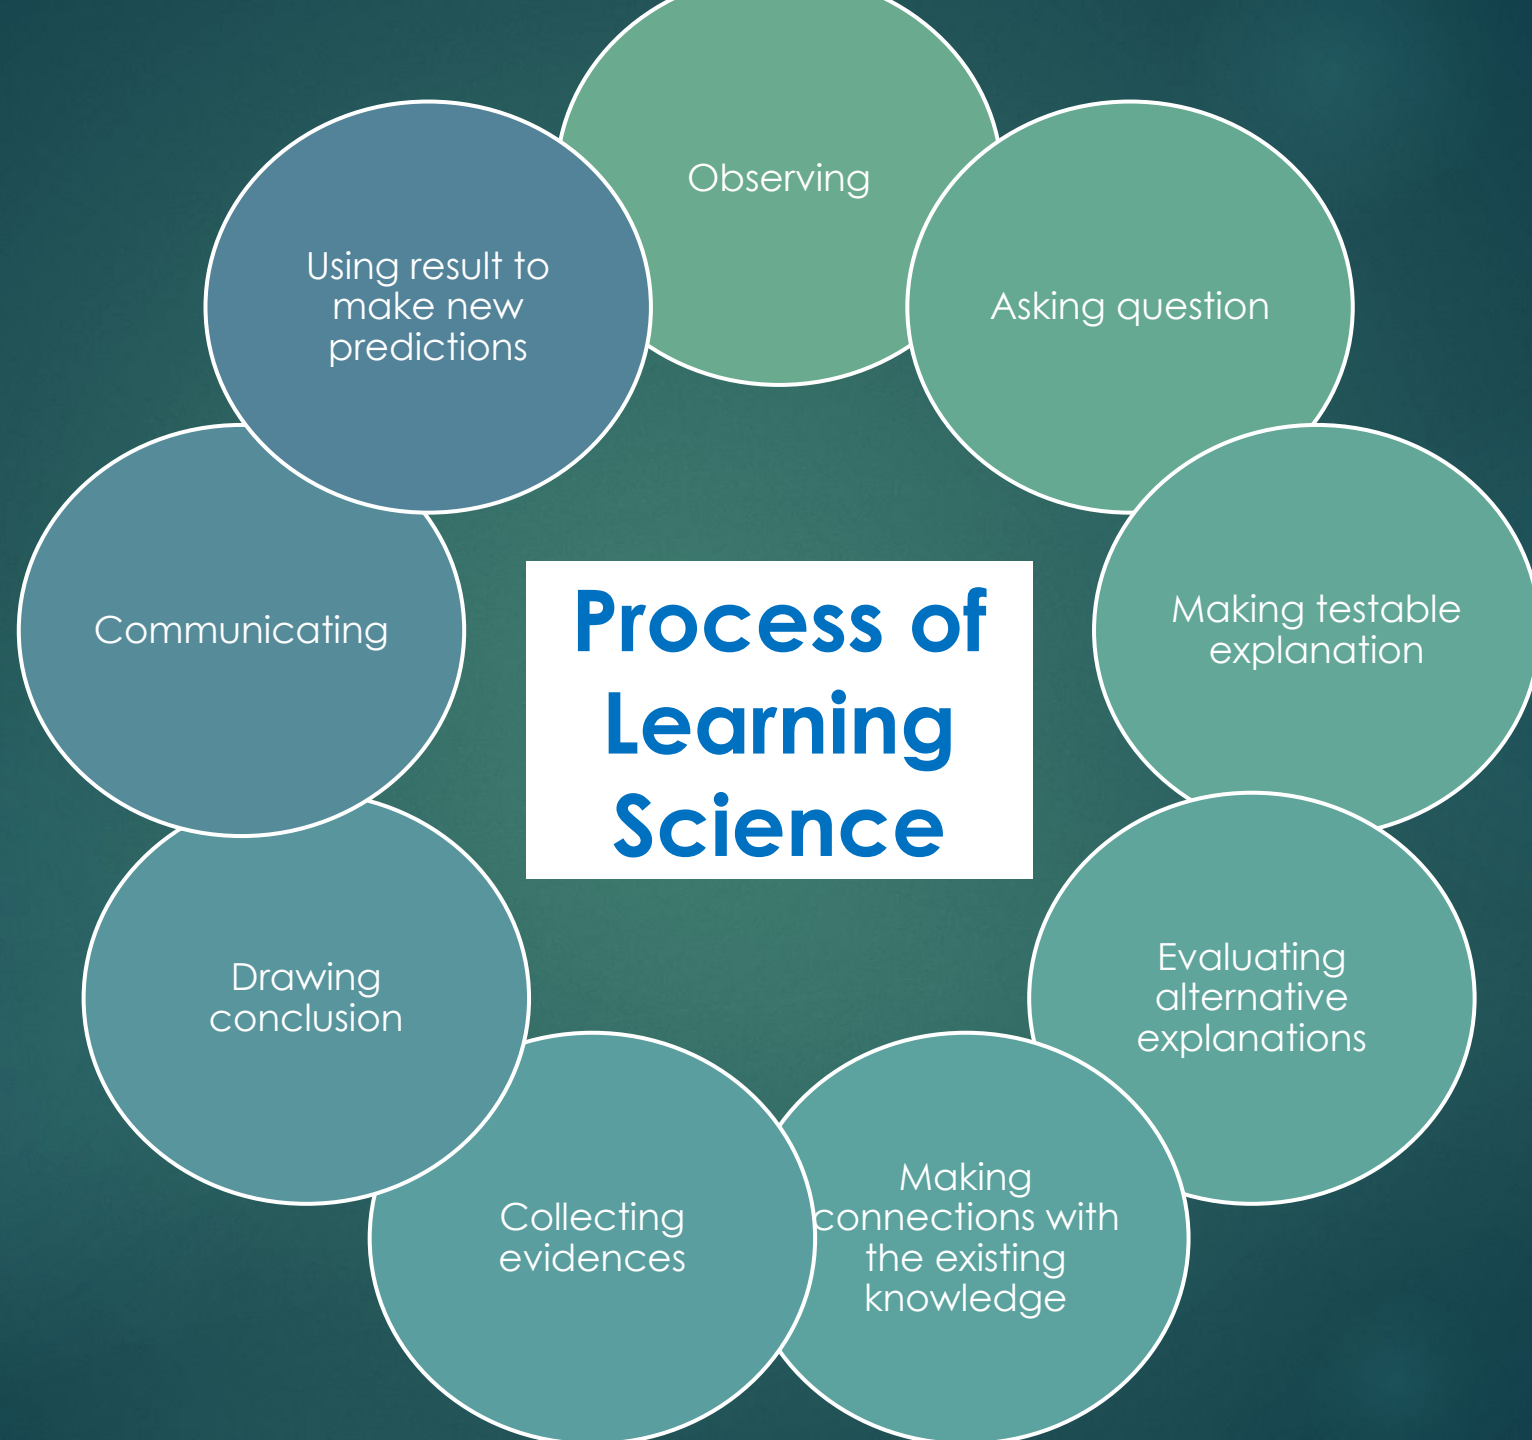 Observing
Asking question
Making testable
explanation
Evaluating
alternative
explanations
Making
connections with
the existing
knowledge
Collecting
evidences
Drawing
conclusion
Communicating
Using result to
make new
predictions
Process of
Learning
Science